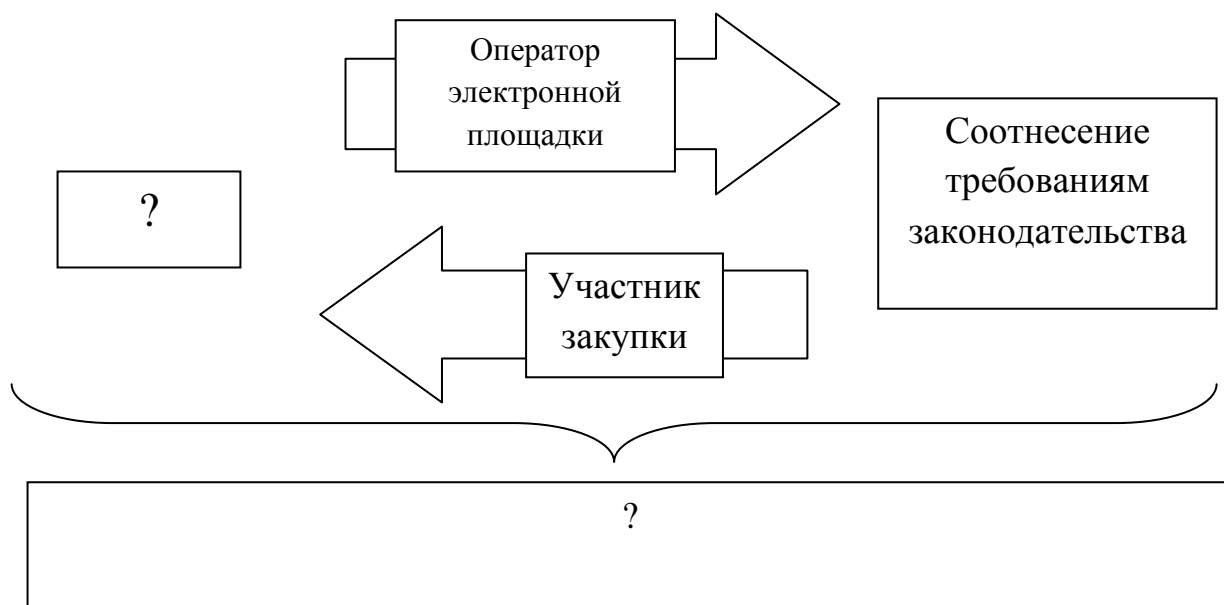 Оператор
электронной
площадки
Соотнесение
требованиям
законодательства
?
Участник
закупки
?